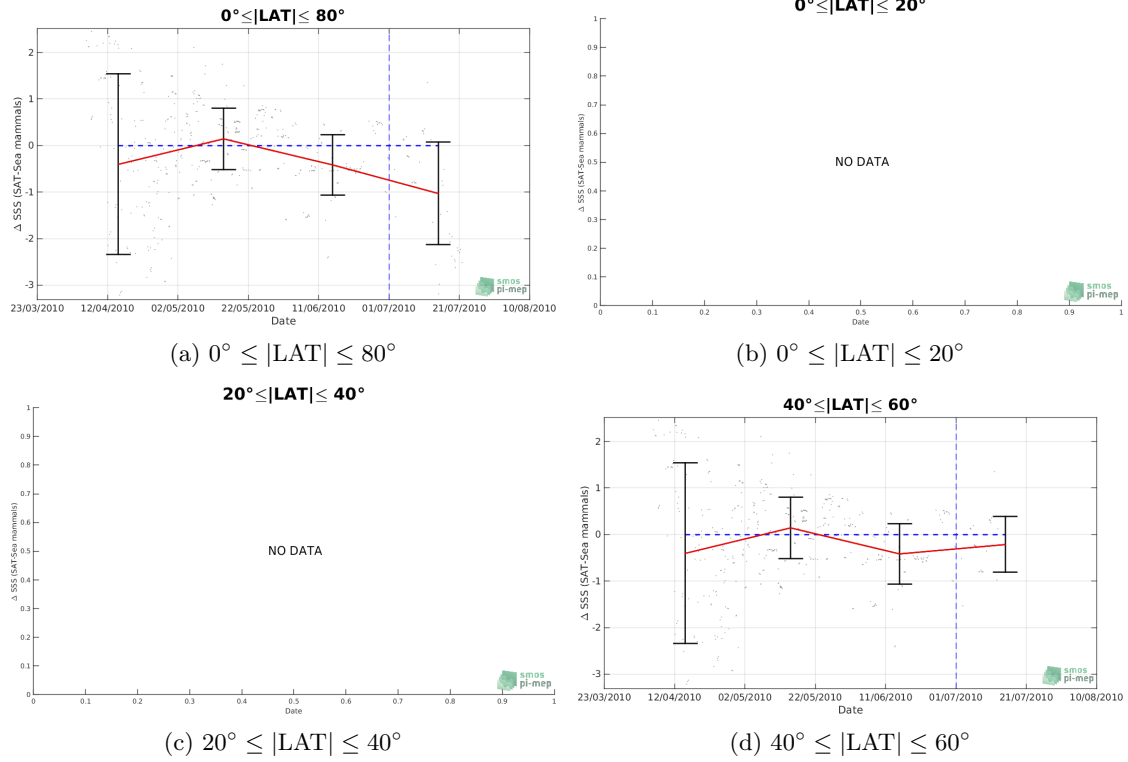 0°≤|LAT|≤ 80°
Δ SSS (SAT-Sea mammals)
2
1
0
-1
-2
-3
23/03/2010 12/04/2010 02/05/2010 22/05/2010 11/06/2010 01/07/2010 21/07/2010 10/08/2010
Date
smos
pi-mep
(a) 0° ≤ |LAT| ≤ 80°
0°≤|LAT|≤ 20°
Δ SSS (SAT-Sea mammals)
1
0.9
0.8
0.7
0.6
0.5
0.4
0.3
0.2
0.1
0
NO DATA
0 0.1 0.2 0.3 0.4 0.5 0.6 0.7 0.8 0.9 1
Date
smos
pi-mep
(b) 0° ≤ |LAT| ≤ 20°
20°≤|LAT|≤ 40°
Δ SSS (SAT-Sea mammals)
1
0.9
0.8
0.7
0.6
0.5
0.4
0.3
0.2
0.1
0
NO DATA
0 0.1 0.2 0.3 0.4 0.5 0.6 0.7 0.8 0.9 1
Date
smos
pi-mep
(c) 20° ≤ |LAT| ≤ 40°
40°≤|LAT|≤ 60°
Δ SSS (SAT-Sea mammals)
2
1
0
-1
-2
-3
23/03/2010 12/04/2010 02/05/2010 22/05/2010 11/06/2010 01/07/2010 21/07/2010 10/08/2010
Date
smos
pi-mep
(d) 40° ≤ |LAT| ≤ 60°